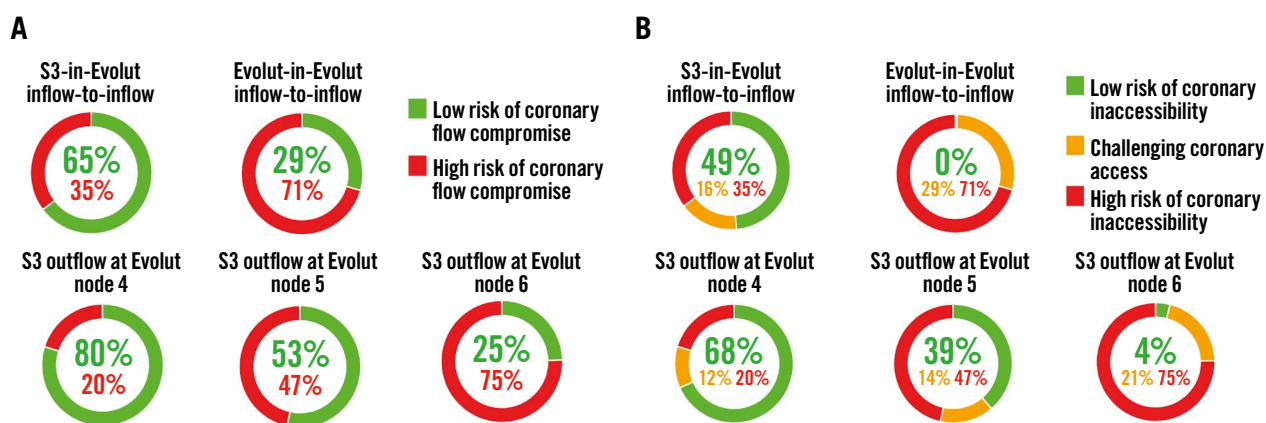 A
S3-in-Evolut
inflow-to-inflow
65%
35%
Evolut-in-Evolut
inflow-to-inflow
29%
71%
Low risk of coronary
flow compromise
High risk of coronary
flow compromise
S3 outflow at Evolut
node 4
80%
20%
S3 outflow at Evolut
node 5
53%
47%
S3 outflow at Evolut
node 6
25%
75%
B
S3-in-Evolut
inflow-to-inflow
49%
16% 35%
Evolut-in-Evolut
inflow-to-inflow
0%
29% 71%
Low risk of coronary
inaccessibility
Challenging coronary
access
High risk of coronary
inaccessibility
S3 outflow at Evolut
node 4
68%
12% 20%
S3 outflow at Evolut
node 5
39%
14% 47%
S3 outflow at Evolut
node 6
4%
21% 75%